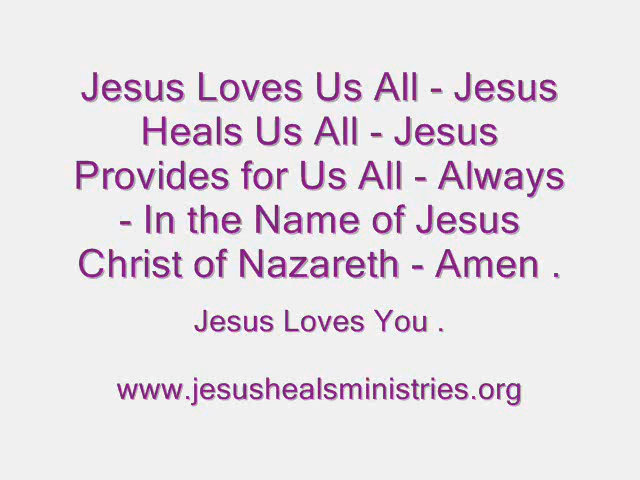 Jesus Loves Us All - Jesus
Heals Us All - Jesus
Provides for Us All - Always
- In the Name of Jesus
Christ of Nazareth - Amen .
Jesus Loves You .
www.jesushealsministries.org